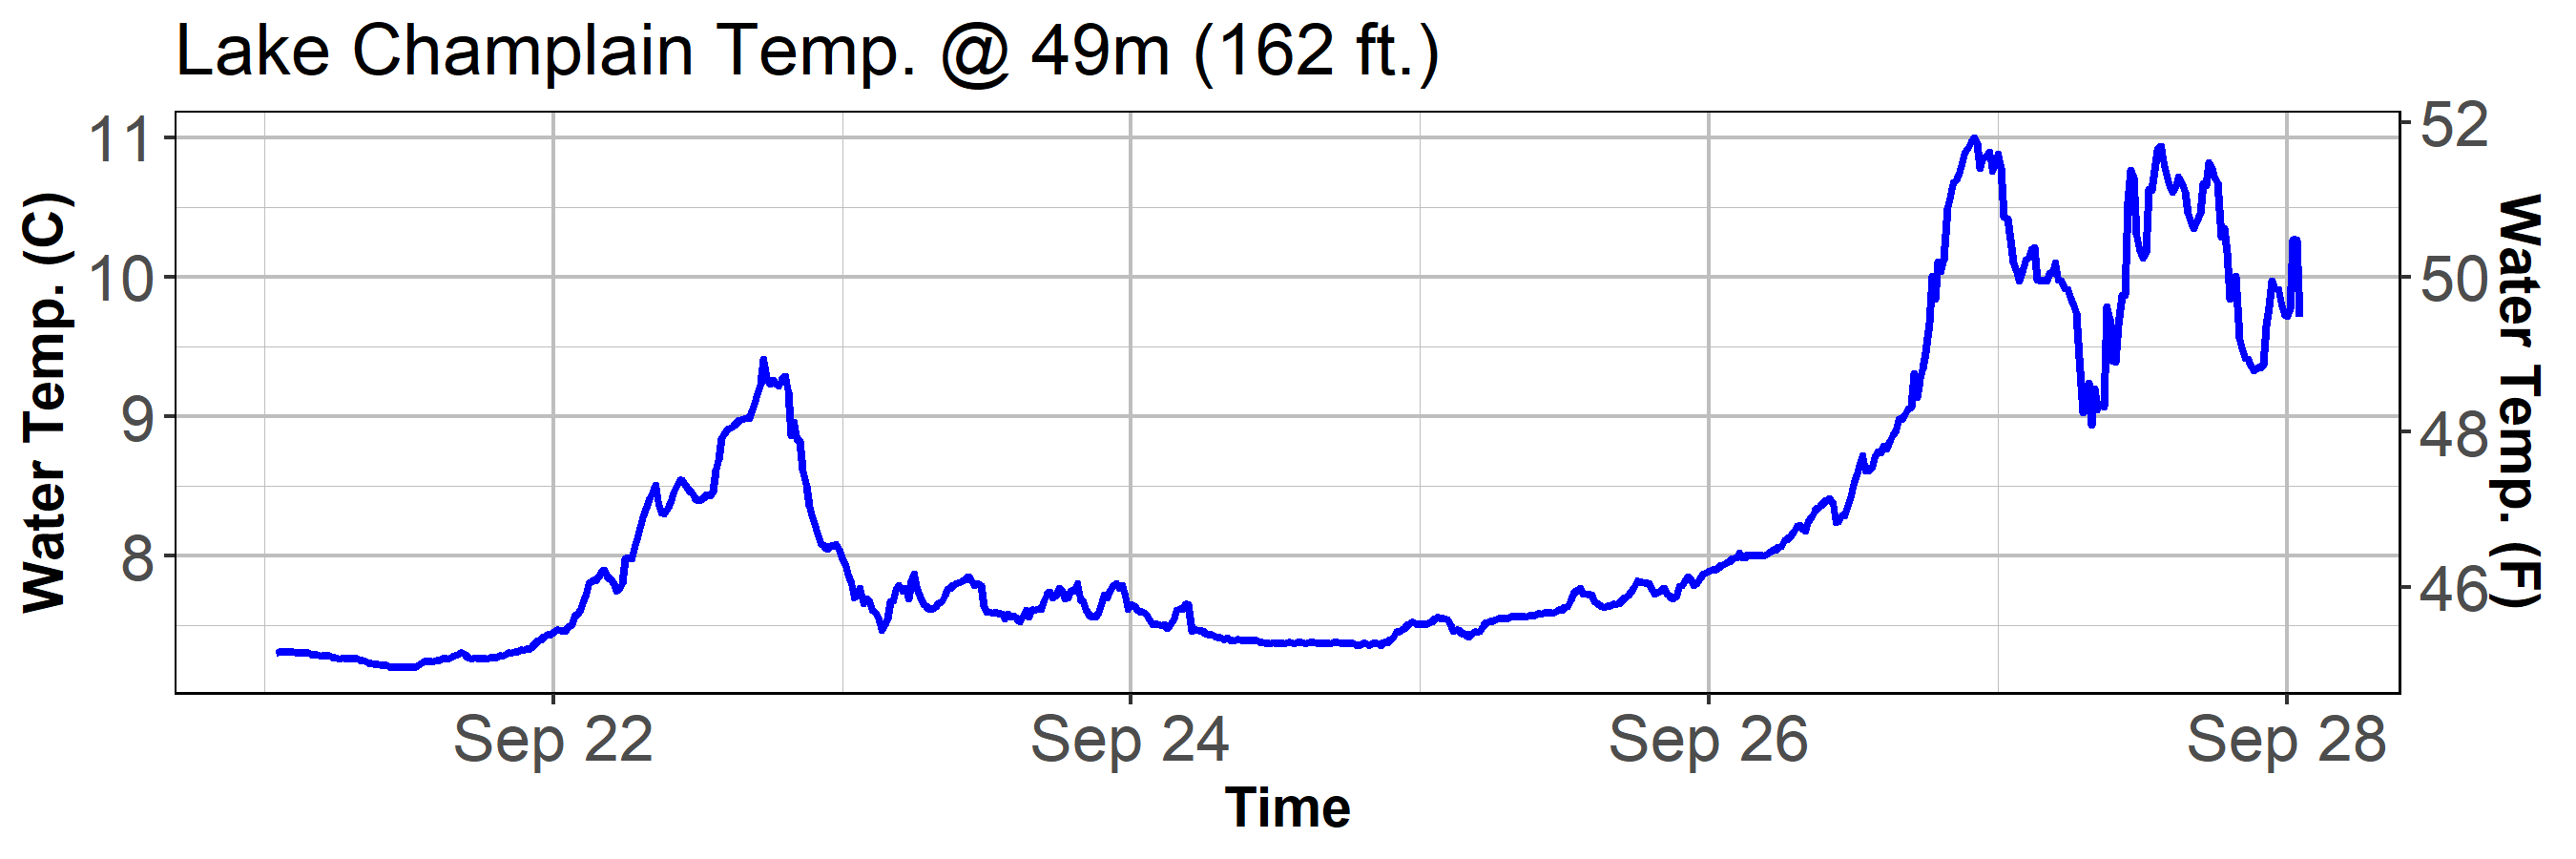 Lake Champlain Temp. @ 49m (162 ft.)
Water Temp. (C)
11
10
9
8
52
50
48
46
Water Temp. (F)
Sep 22 Sep 24 Sep 26 Sep 28
Time